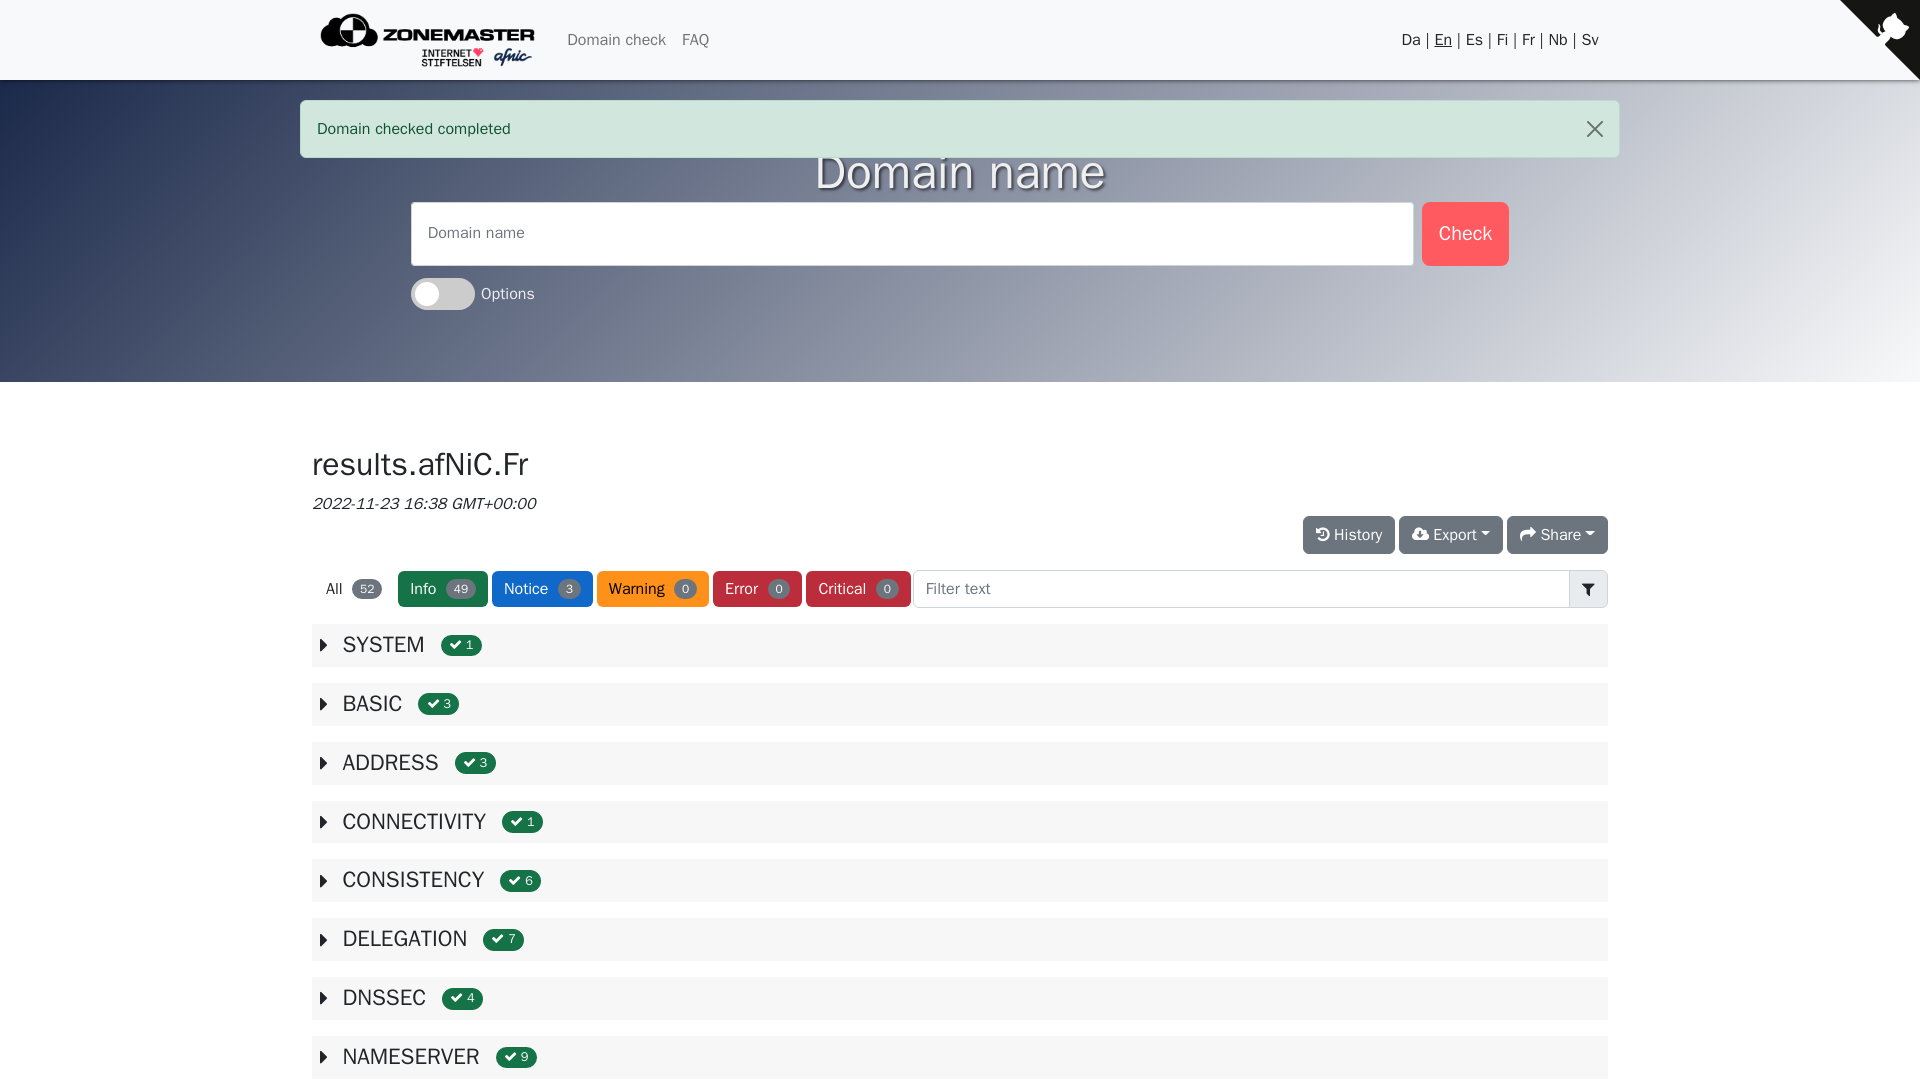 ZONEMASTER
INTERNET
STIFTELSEN afnic
Domain check FAQ
Da | En | Es | Fi | Fr | Nb | Sv
Domain checked completed
Domain name
Domain name
Check
Options
results.afNiC.Fr
2022-11-23 16:38 GMT+00:00
History Export Share
All 52 Info 49 Notice 3 Warning 0 Error 0 Critical 0 Filter text
SYSTEM 1
BASIC 3
ADDRESS 3
CONNECTIVITY 1
CONSISTENCY 6
DELEGATION 7
DNSSEC 4
NAMESERVER 9